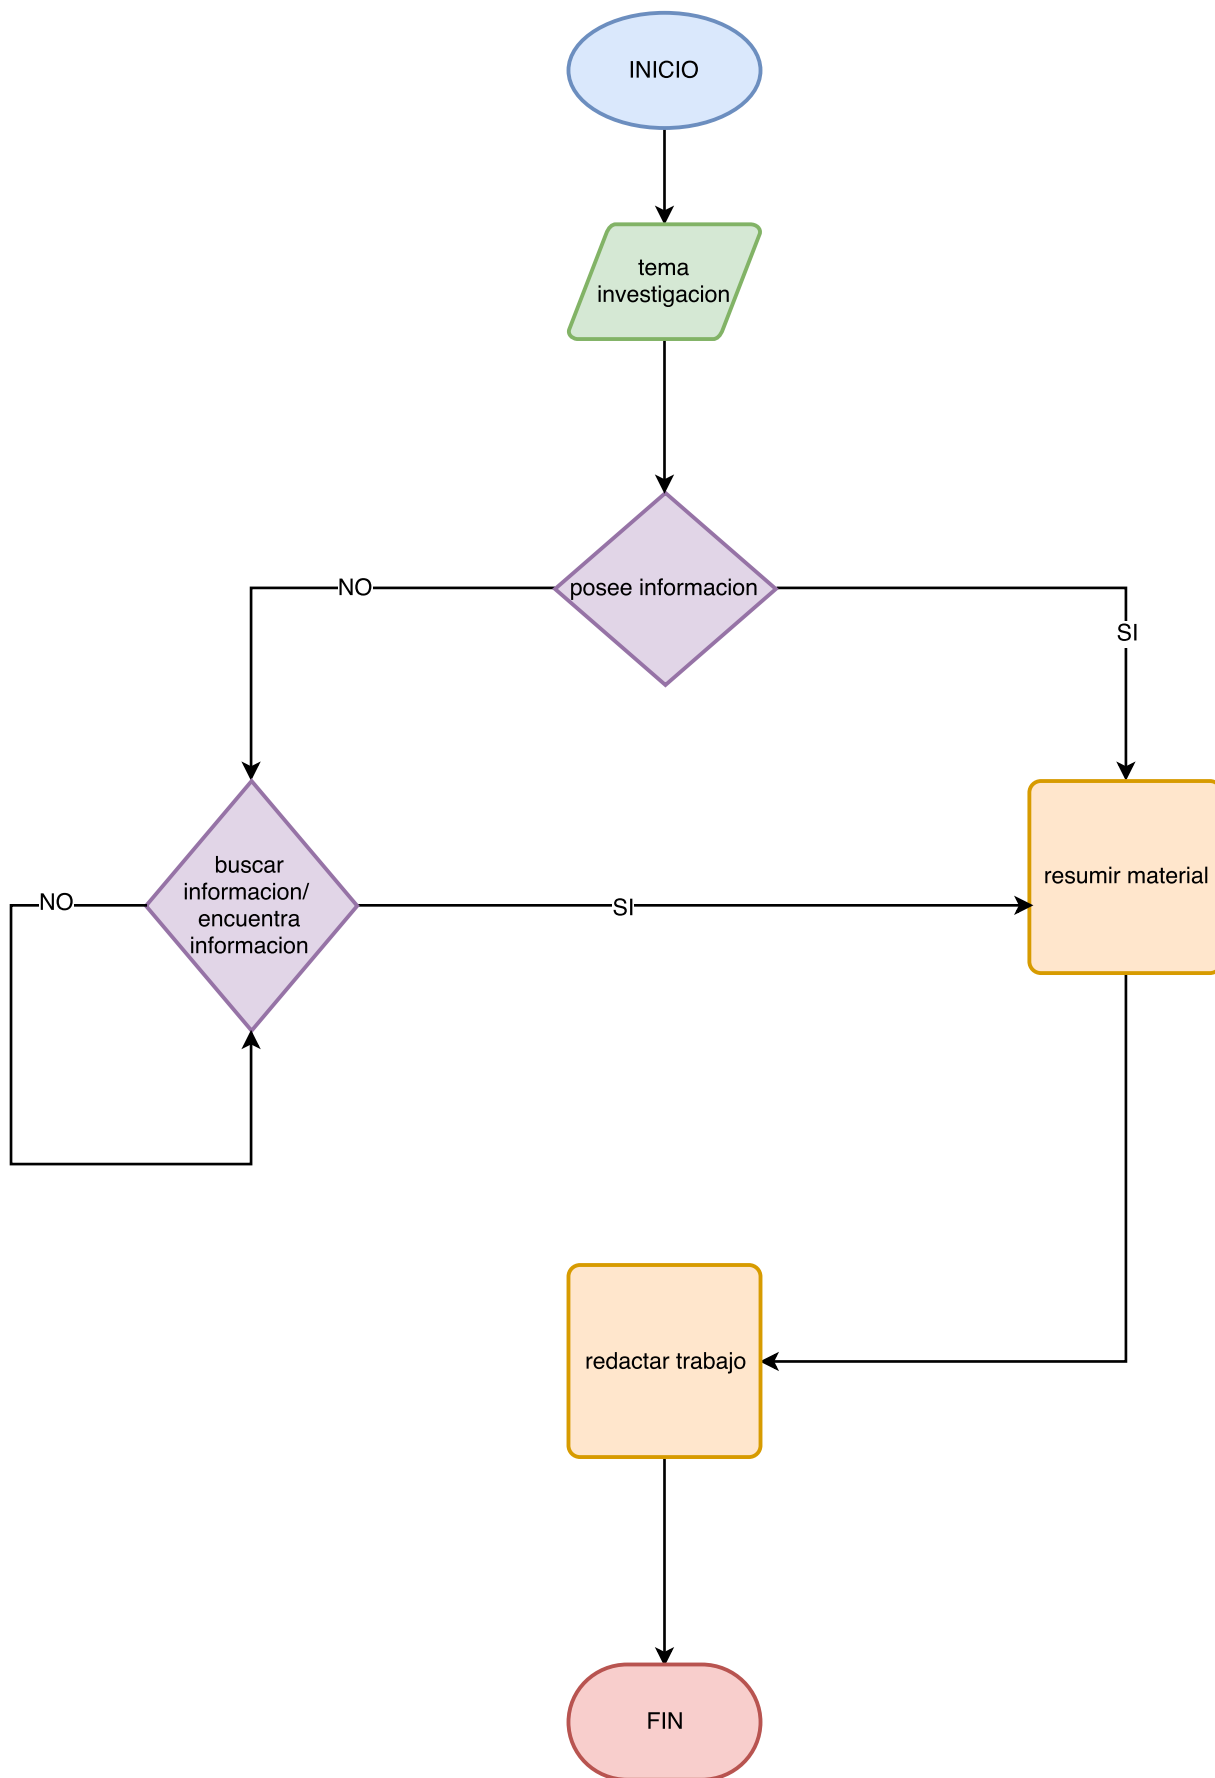 INICIO
tema
investigacion
posee informacion
NO
SI
buscar
informacion/
encuentra
informacion
NO
SI
resumir material
redactar trabajo
FIN